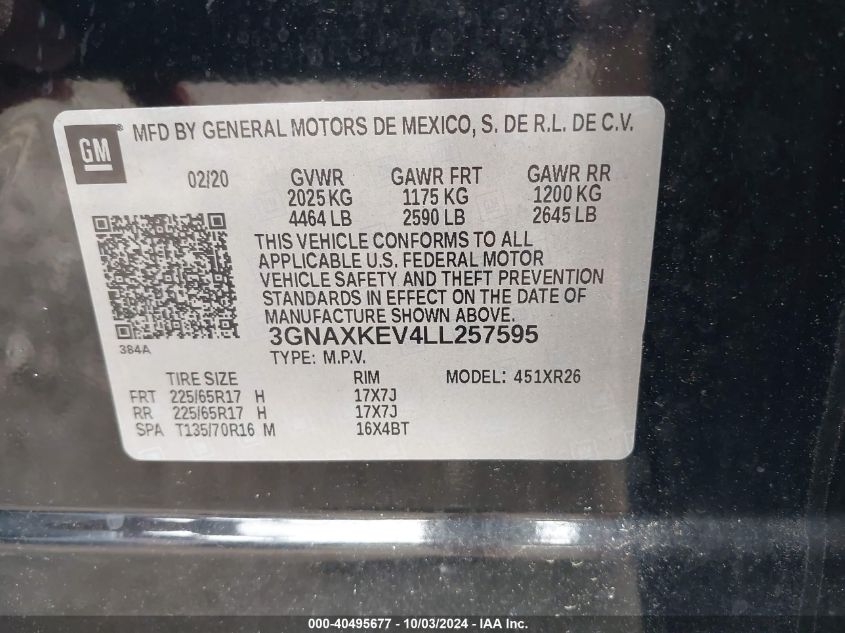 GM
MFD BY GENERAL MOTORS DE MEXICO, S. DE R.L. DE C.V.
02/20 GVWR GAWR FRT GAWR RR
2025 KG 1175 KG 1200 KG
4464 LB 2590 LB 2645 LB
THIS VEHICLE CONFORMS TO ALL
APPLICABLE U.S. FEDERAL MOTOR
VEHICLE SAFETY AND THEFT PREVENTION
STANDARDS IN EFFECT ON THE DATE OF
MANUFACTURE SHOWN ABOVE.
3GNAXKEV4LL257595
384A
TYPE: M.P.V.
TIRE SIZE RIM MODEL: 451XR26
FRT 225/65R17 H 17X7J
RR 225/65R17 H 17X7J
SPA T135/70R16 M 16X4BT
000-40495677 - 10/03/2024 - IAA Inc.